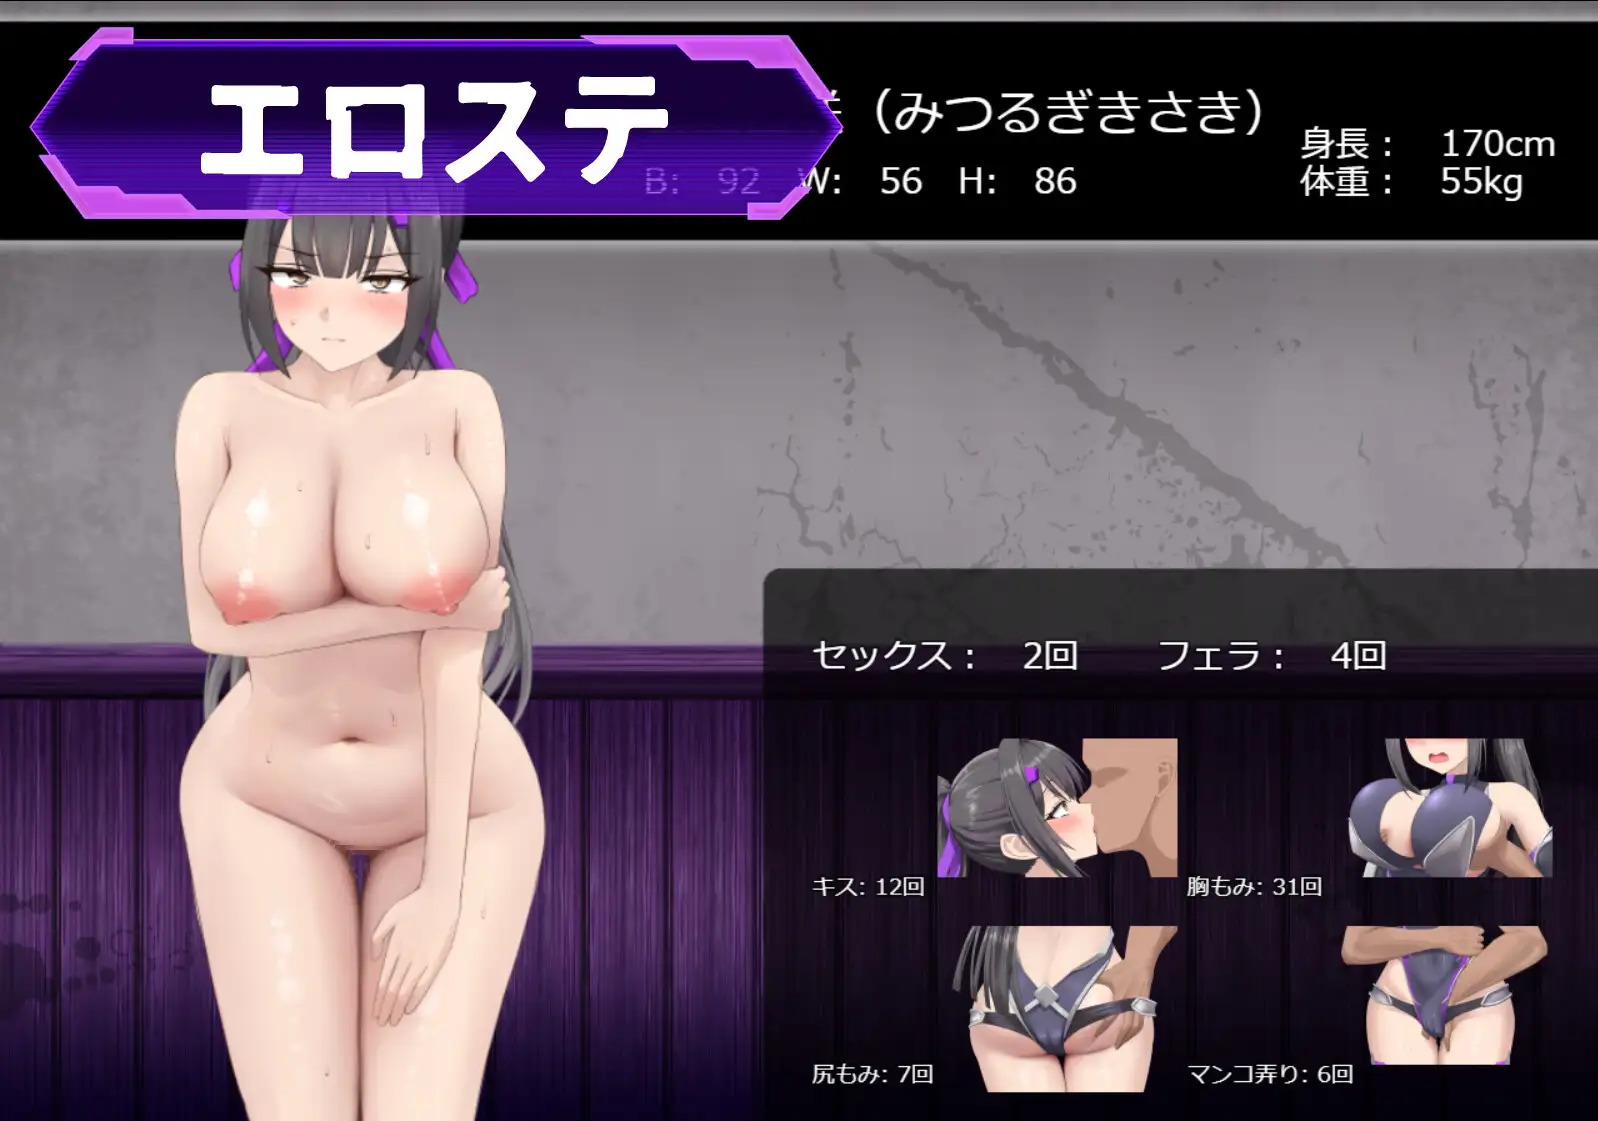 エロステ
（みつるぎきさき）
B: 92 W: 56 H: 86
身長： 170cm
体重： 55kg
セックス： 2回 フェラ： 4回
キス: 12回
胸もみ: 31回
尻もみ: 7回
マンコ弄り: 6回